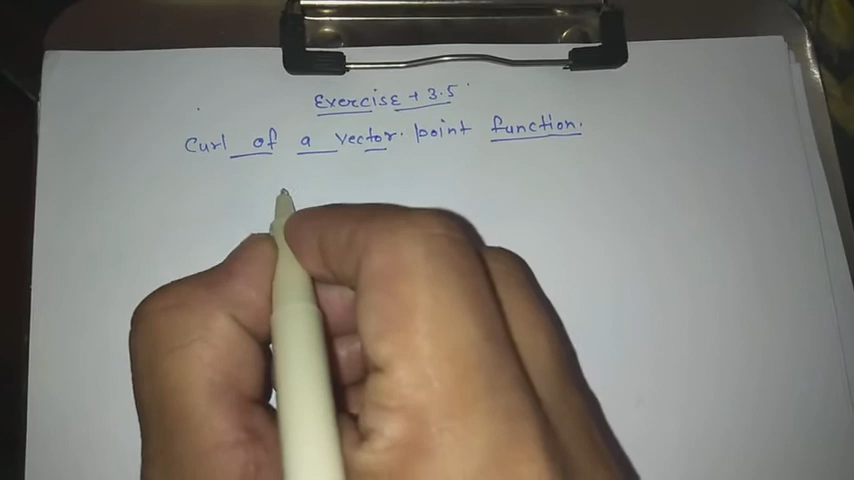 Exercise + 3.5
Curl of a vector. point function.